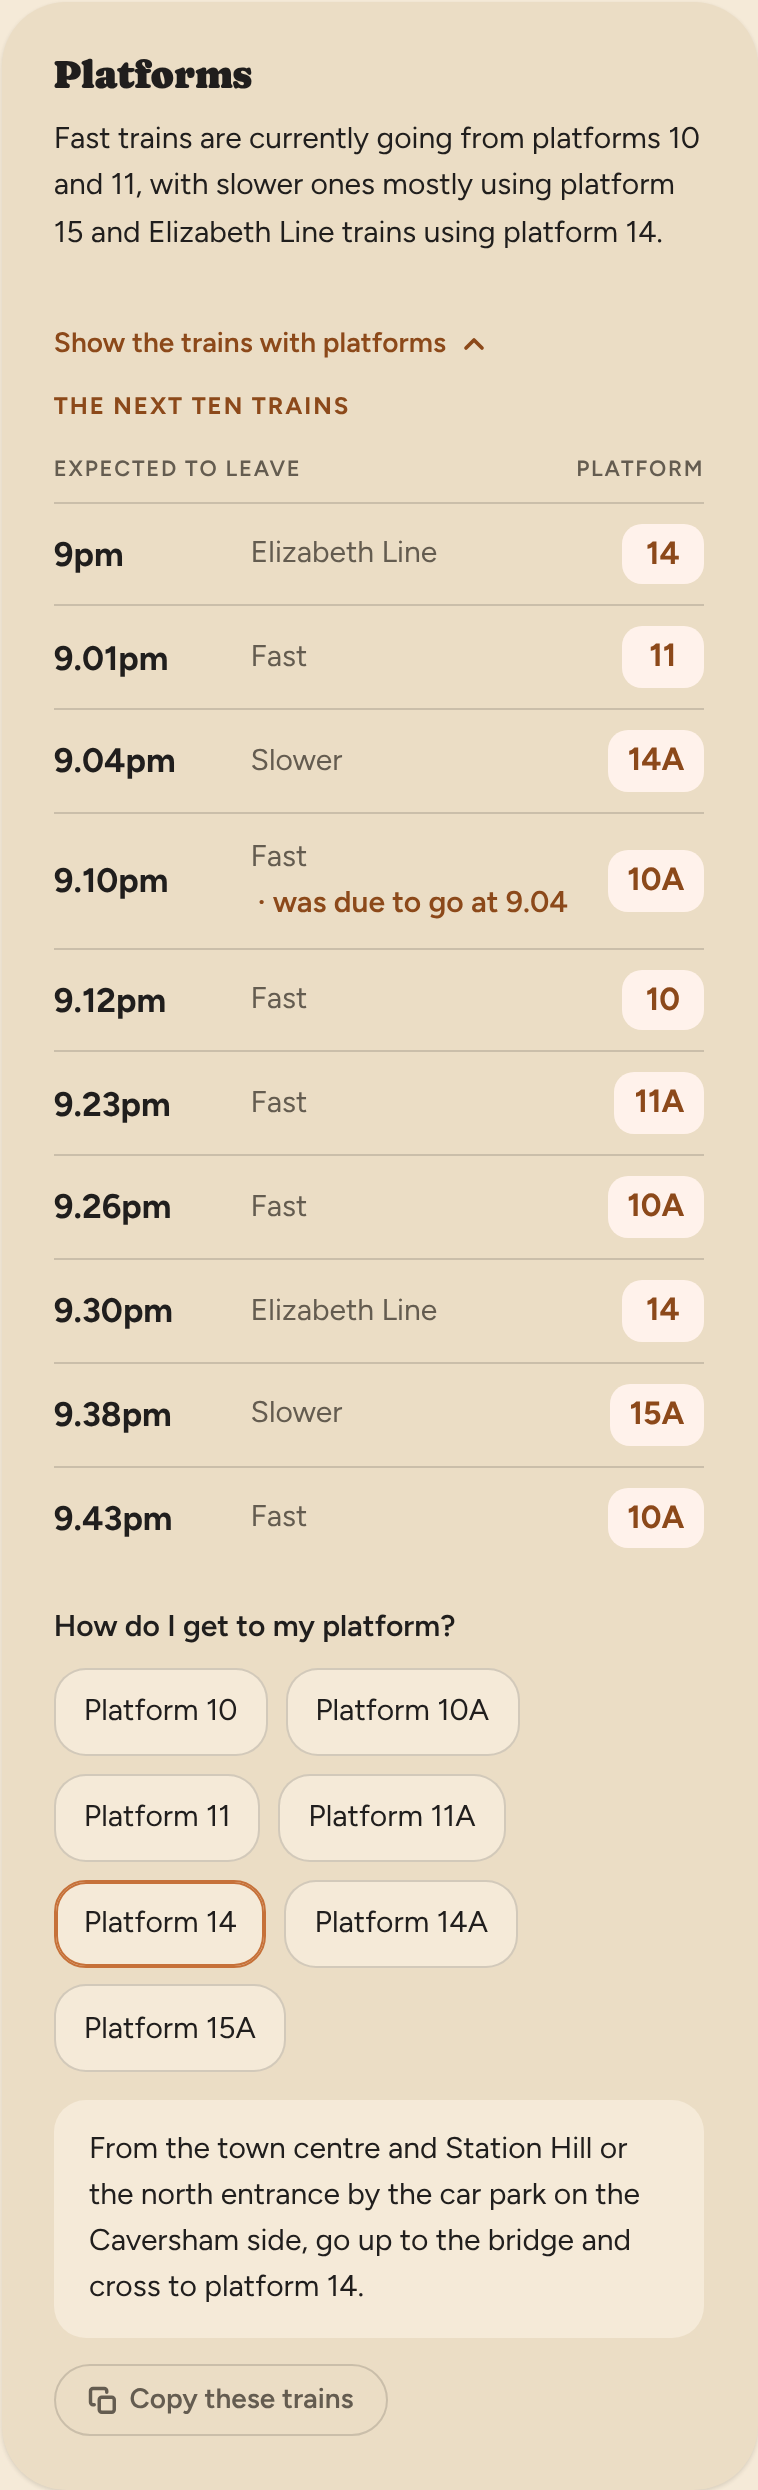 Platforms
Fast trains are currently going from platforms 10
and 11, with slower ones mostly using platform
15 and Elizabeth Line trains using platform 14.
Show the trains with platforms
THE NEXT TEN TRAINS
EXPECTED TO LEAVE PLATFORM
9pm Elizabeth Line 14
9.01pm Fast 11
9.04pm Slower 14A
9.10pm Fast · was due to go at 9.04 10A
9.12pm Fast 10
9.23pm Fast 11A
9.26pm Fast 10A
9.30pm Elizabeth Line 14
9.38pm Slower 15A
9.43pm Fast 10A
How do I get to my platform?
Platform 10 Platform 10A
Platform 11 Platform 11A
Platform 14 Platform 14A
Platform 15A
From the town centre and Station Hill or
the north entrance by the car park on the
Caversham side, go up to the bridge and
cross to platform 14.
Copy these trains